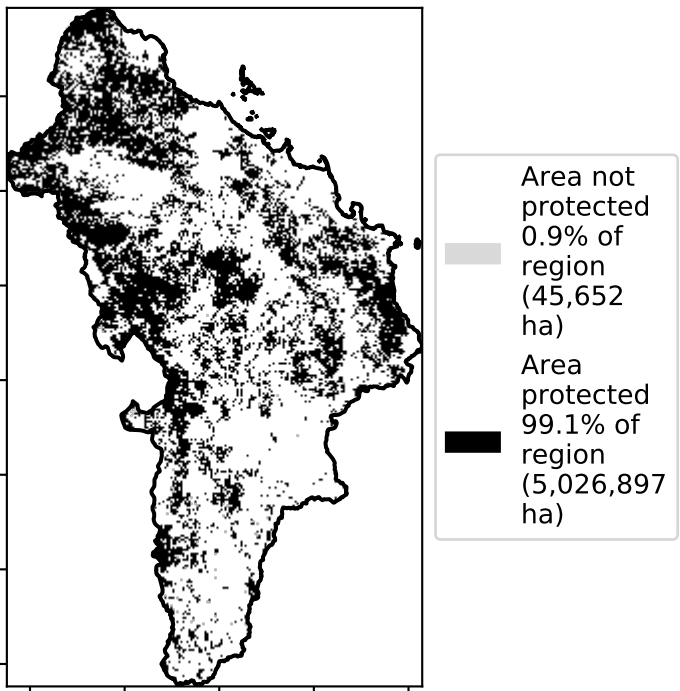 Area not
protected
0.9% of
region
(45,652
ha)
Area
protected
99.1% of
region
(5,026,897
ha)